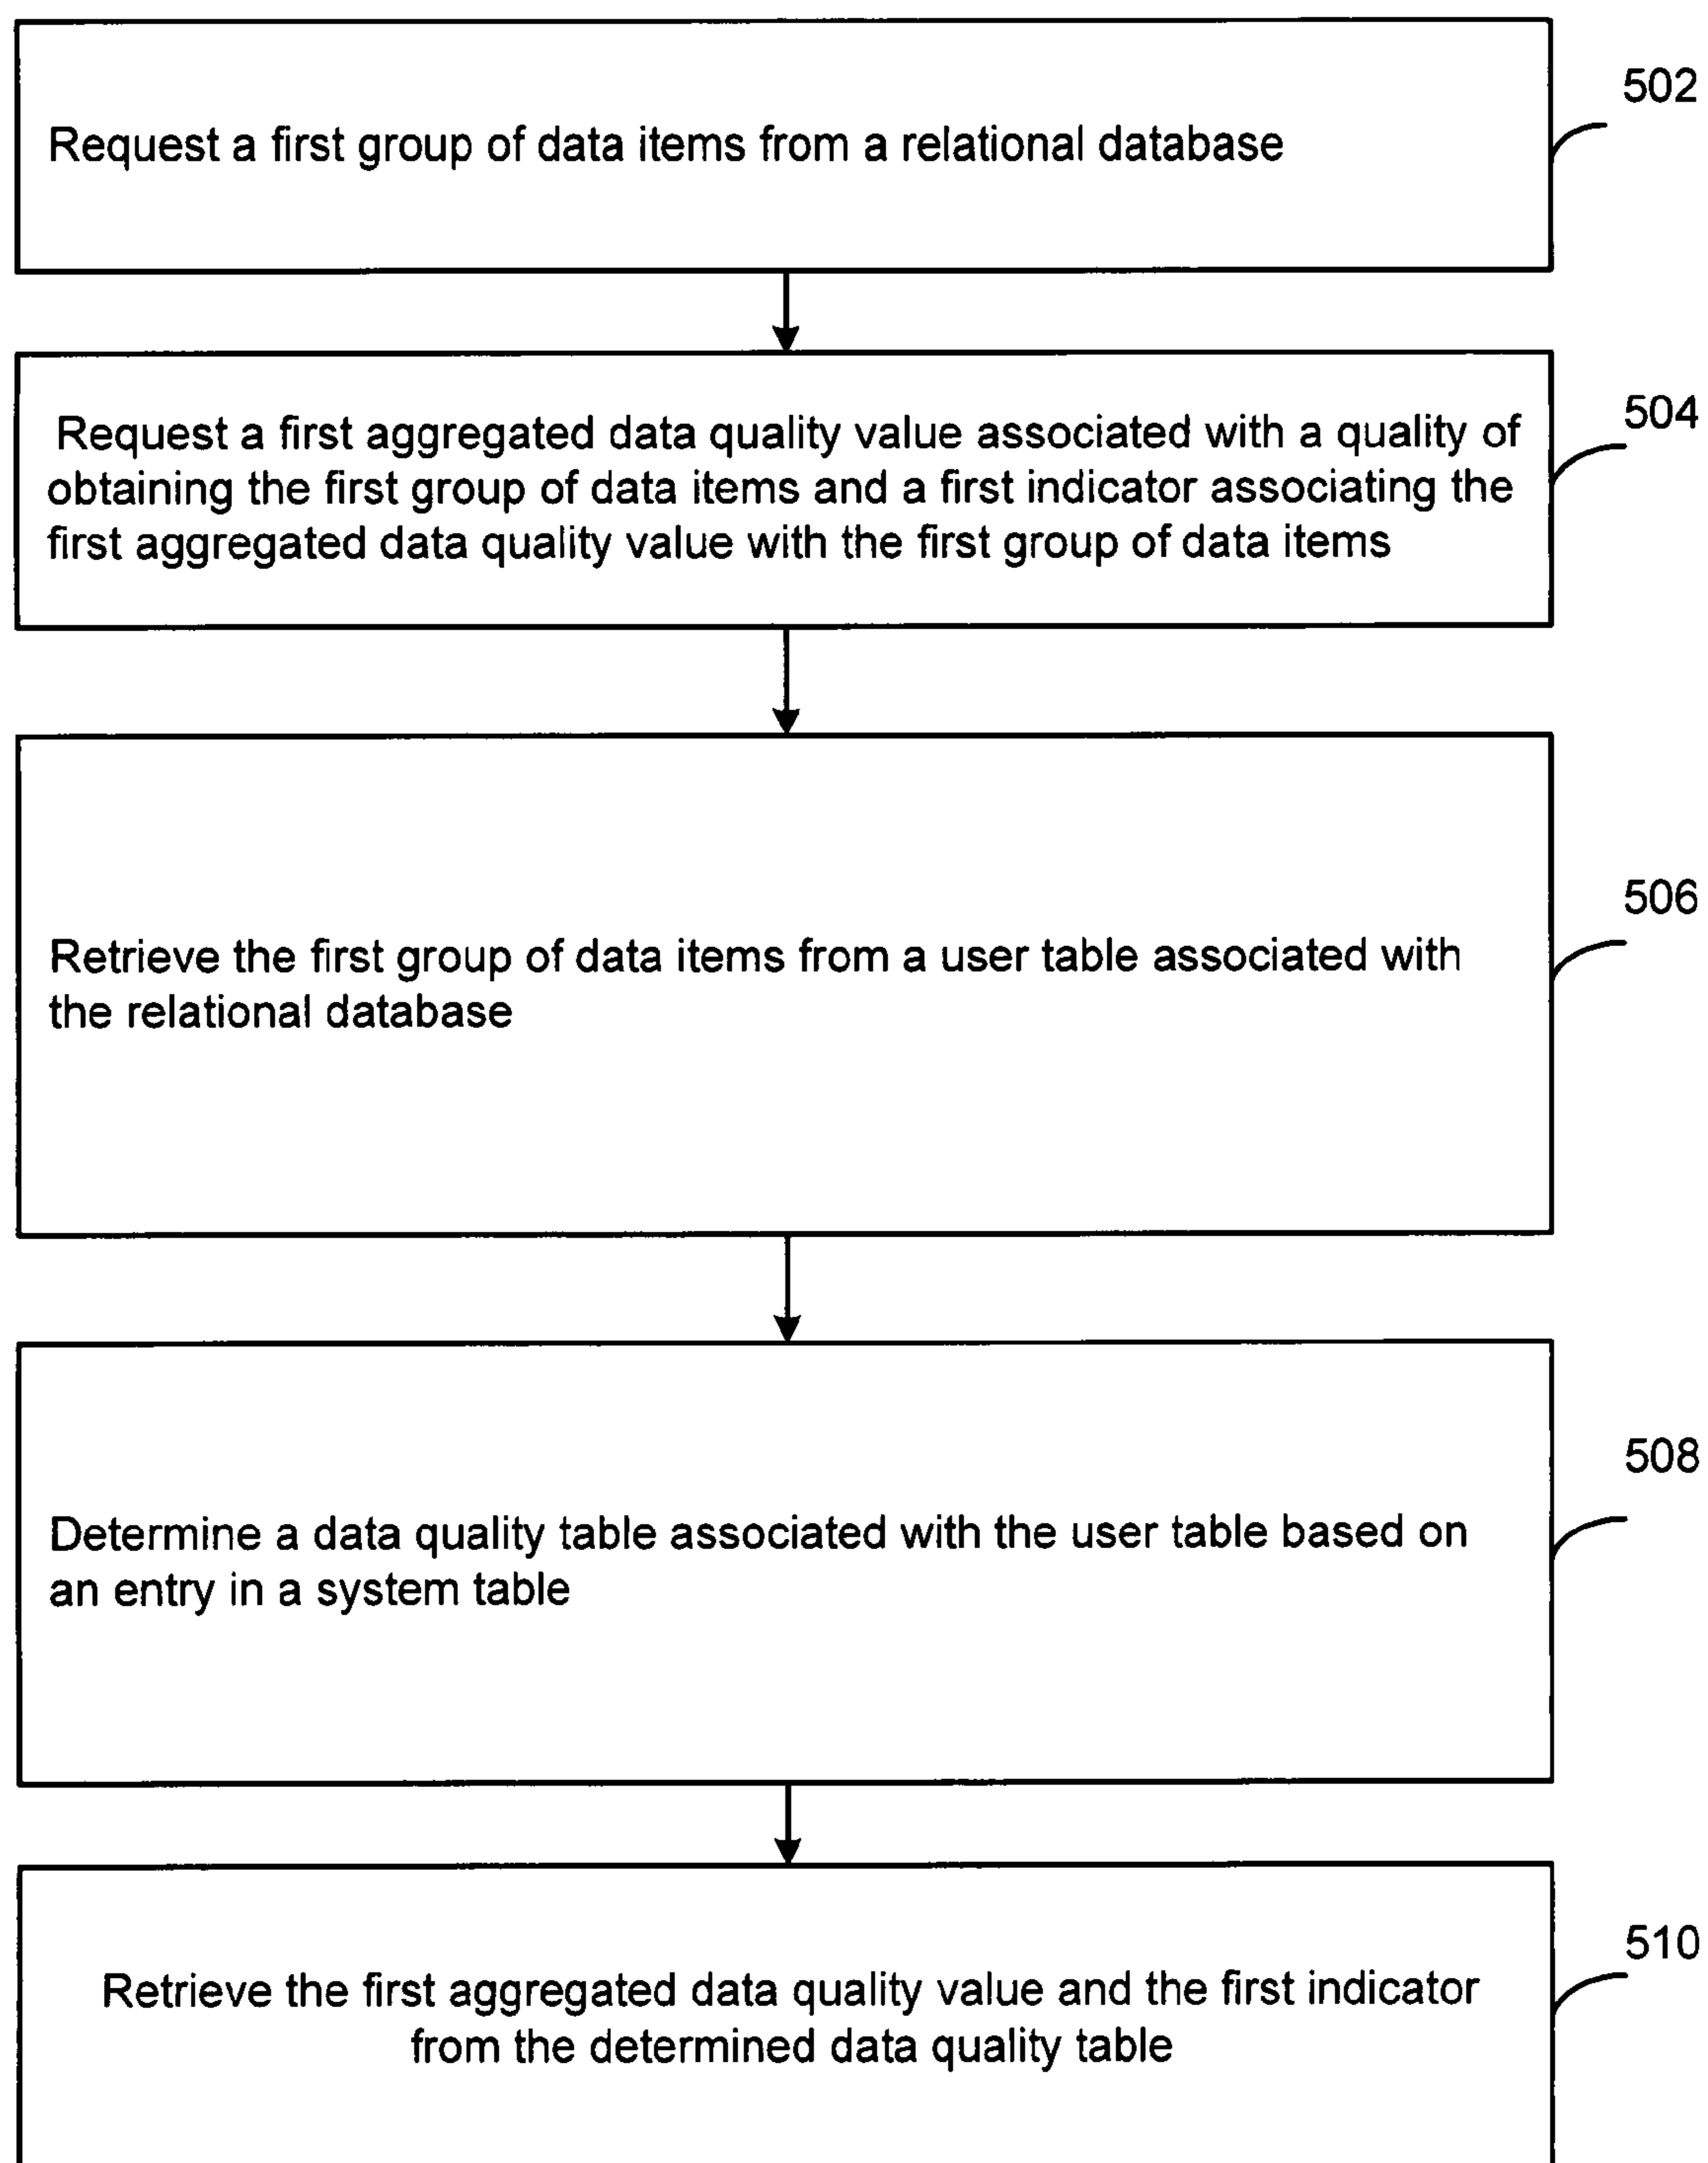 502
Request a first group of data items from a relational database
504
Request a first aggregated data quality value associated with a quality of
obtaining the first group of data items and a first indicator associating the
first aggregated data quality value with the first group of data items
506
Retrieve the first group of data items from a user table associated with
the relational database
508
Determine a data quality table associated with the user table based on
an entry in a system table
510
Retrieve the first aggregated data quality value and the first indicator
from the determined data quality table